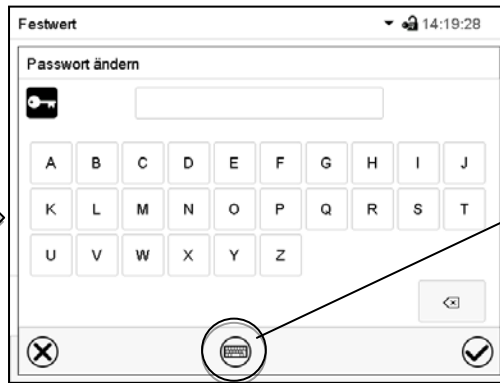 Festwert 14:19:28
Passwort ändern
A B C D E F G H I J
K L M N O P Q R S T
U V W X Y Z